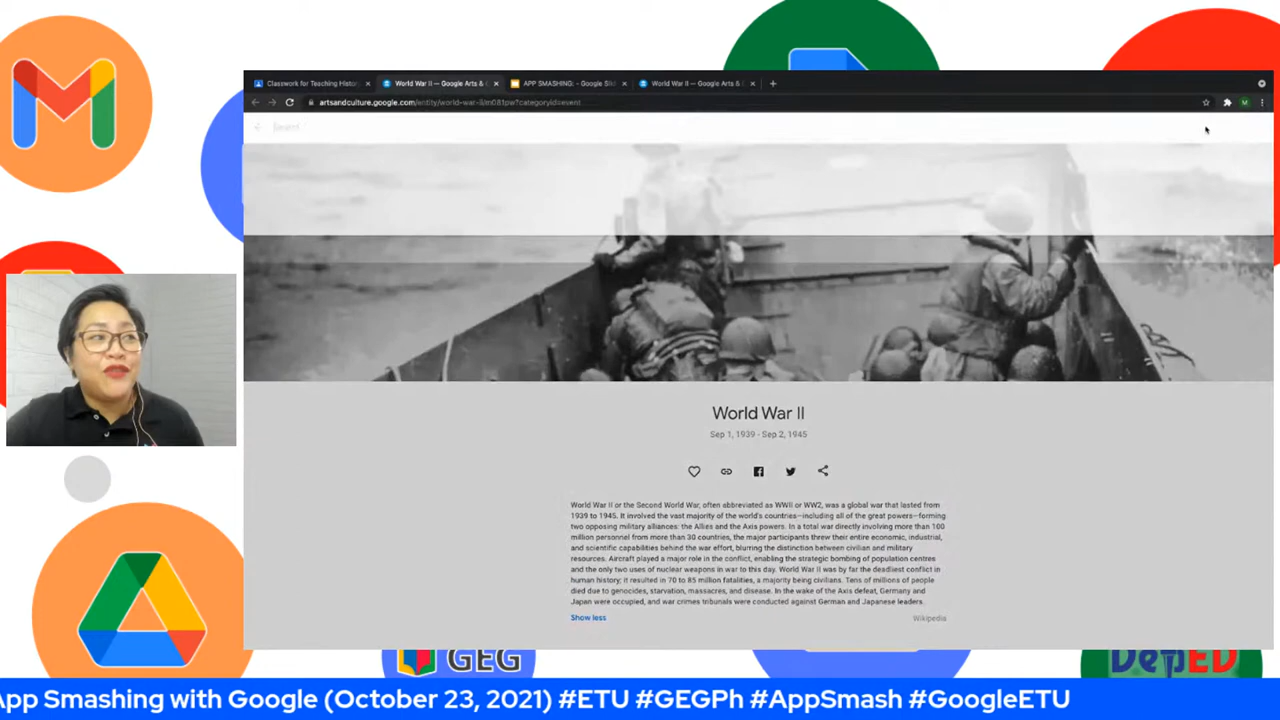 Classwork for Teaching Histor
World War II — Google Arts &
APP SMASHING: - Google Slid
World War II — Google Arts &
artsandculture.google.com/entity/world-war-ii/m081pw?categoryid=event
World War II
Sep 1, 1939 - Sep 2, 1945
World War II or the Second World War, often abbreviated as WWII or WW2, was a global war that lasted from
1939 to 1945. It involved the vast majority of the world's countries—including all of the great powers—forming
two opposing military alliances: the Allies and the Axis powers. In a total war directly involving more than 100
million personnel from more than 30 countries, the major participants threw their entire economic, industrial,
and scientific capabilities behind the war effort, blurring the distinction between civilian and military
resources. Aircraft played a major role in the conflict, enabling the strategic bombing of population centres
and the only two uses of nuclear weapons in war to this day. World War II was by far the deadliest conflict in
human history; it resulted in 70 to 85 million fatalities, a majority being civilians. Tens of millions of people
died due to genocides, starvation, massacres, and disease. In the wake of the Axis defeat, Germany and
Japan were occupied, and war crimes tribunals were conducted against German and Japanese leaders.
Show less
Wikipedia
GEG
DepED
App Smashing with Google (October 23, 2021) #ETU #GEGPh #AppSmash #GoogleETU